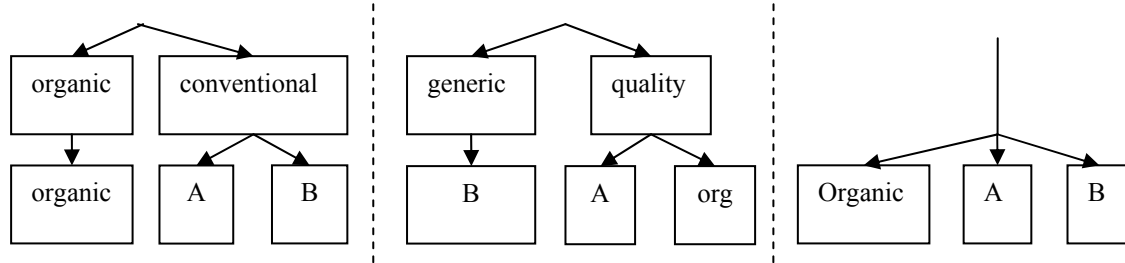 organic conventional
organic A B
generic quality
B A org
Organic A B